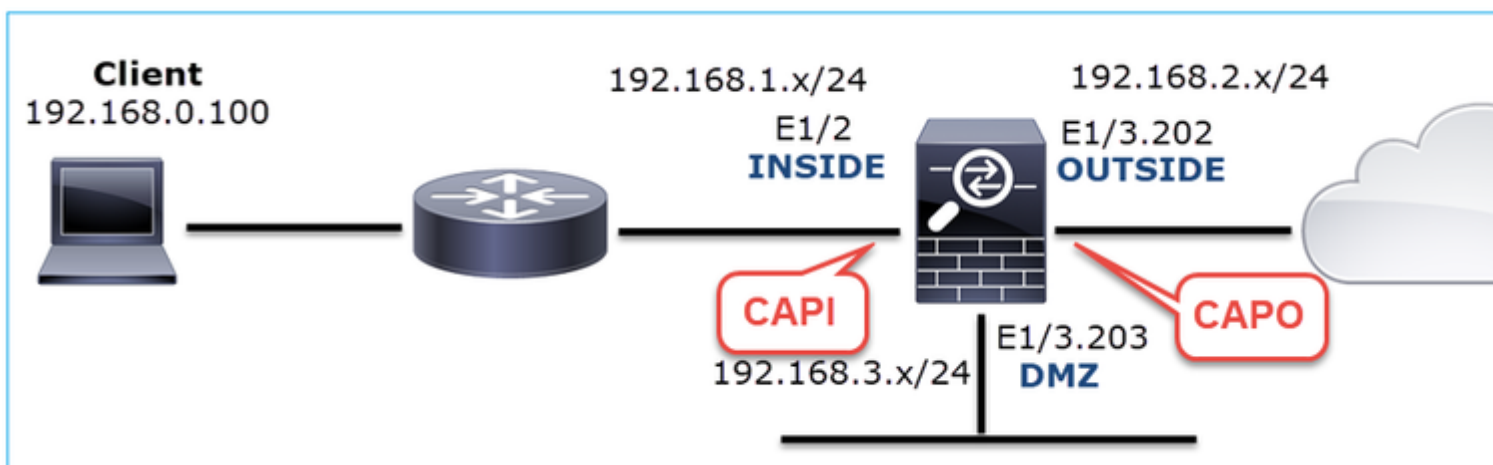 Client
192.168.0.100
192.168.1.x/24
E1/2
INSIDE
192.168.2.x/24
E1/3.202
OUTSIDE
CAPI
CAPO
E1/3.203
192.168.3.x/24
DMZ